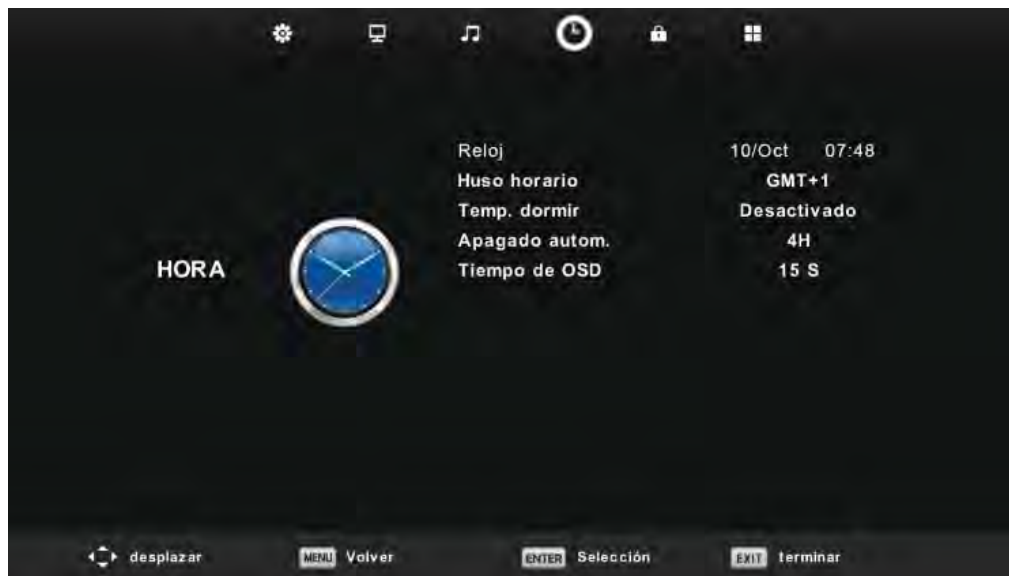 Reloj 10/Oct 07:48
Huso horario GMT+1
Temp. dormir Desactivado
Apagado autom. 4H
HORA
Tiempo de OSD 15 S
desplazar MENU Volver ENTER Selección EXIT terminar